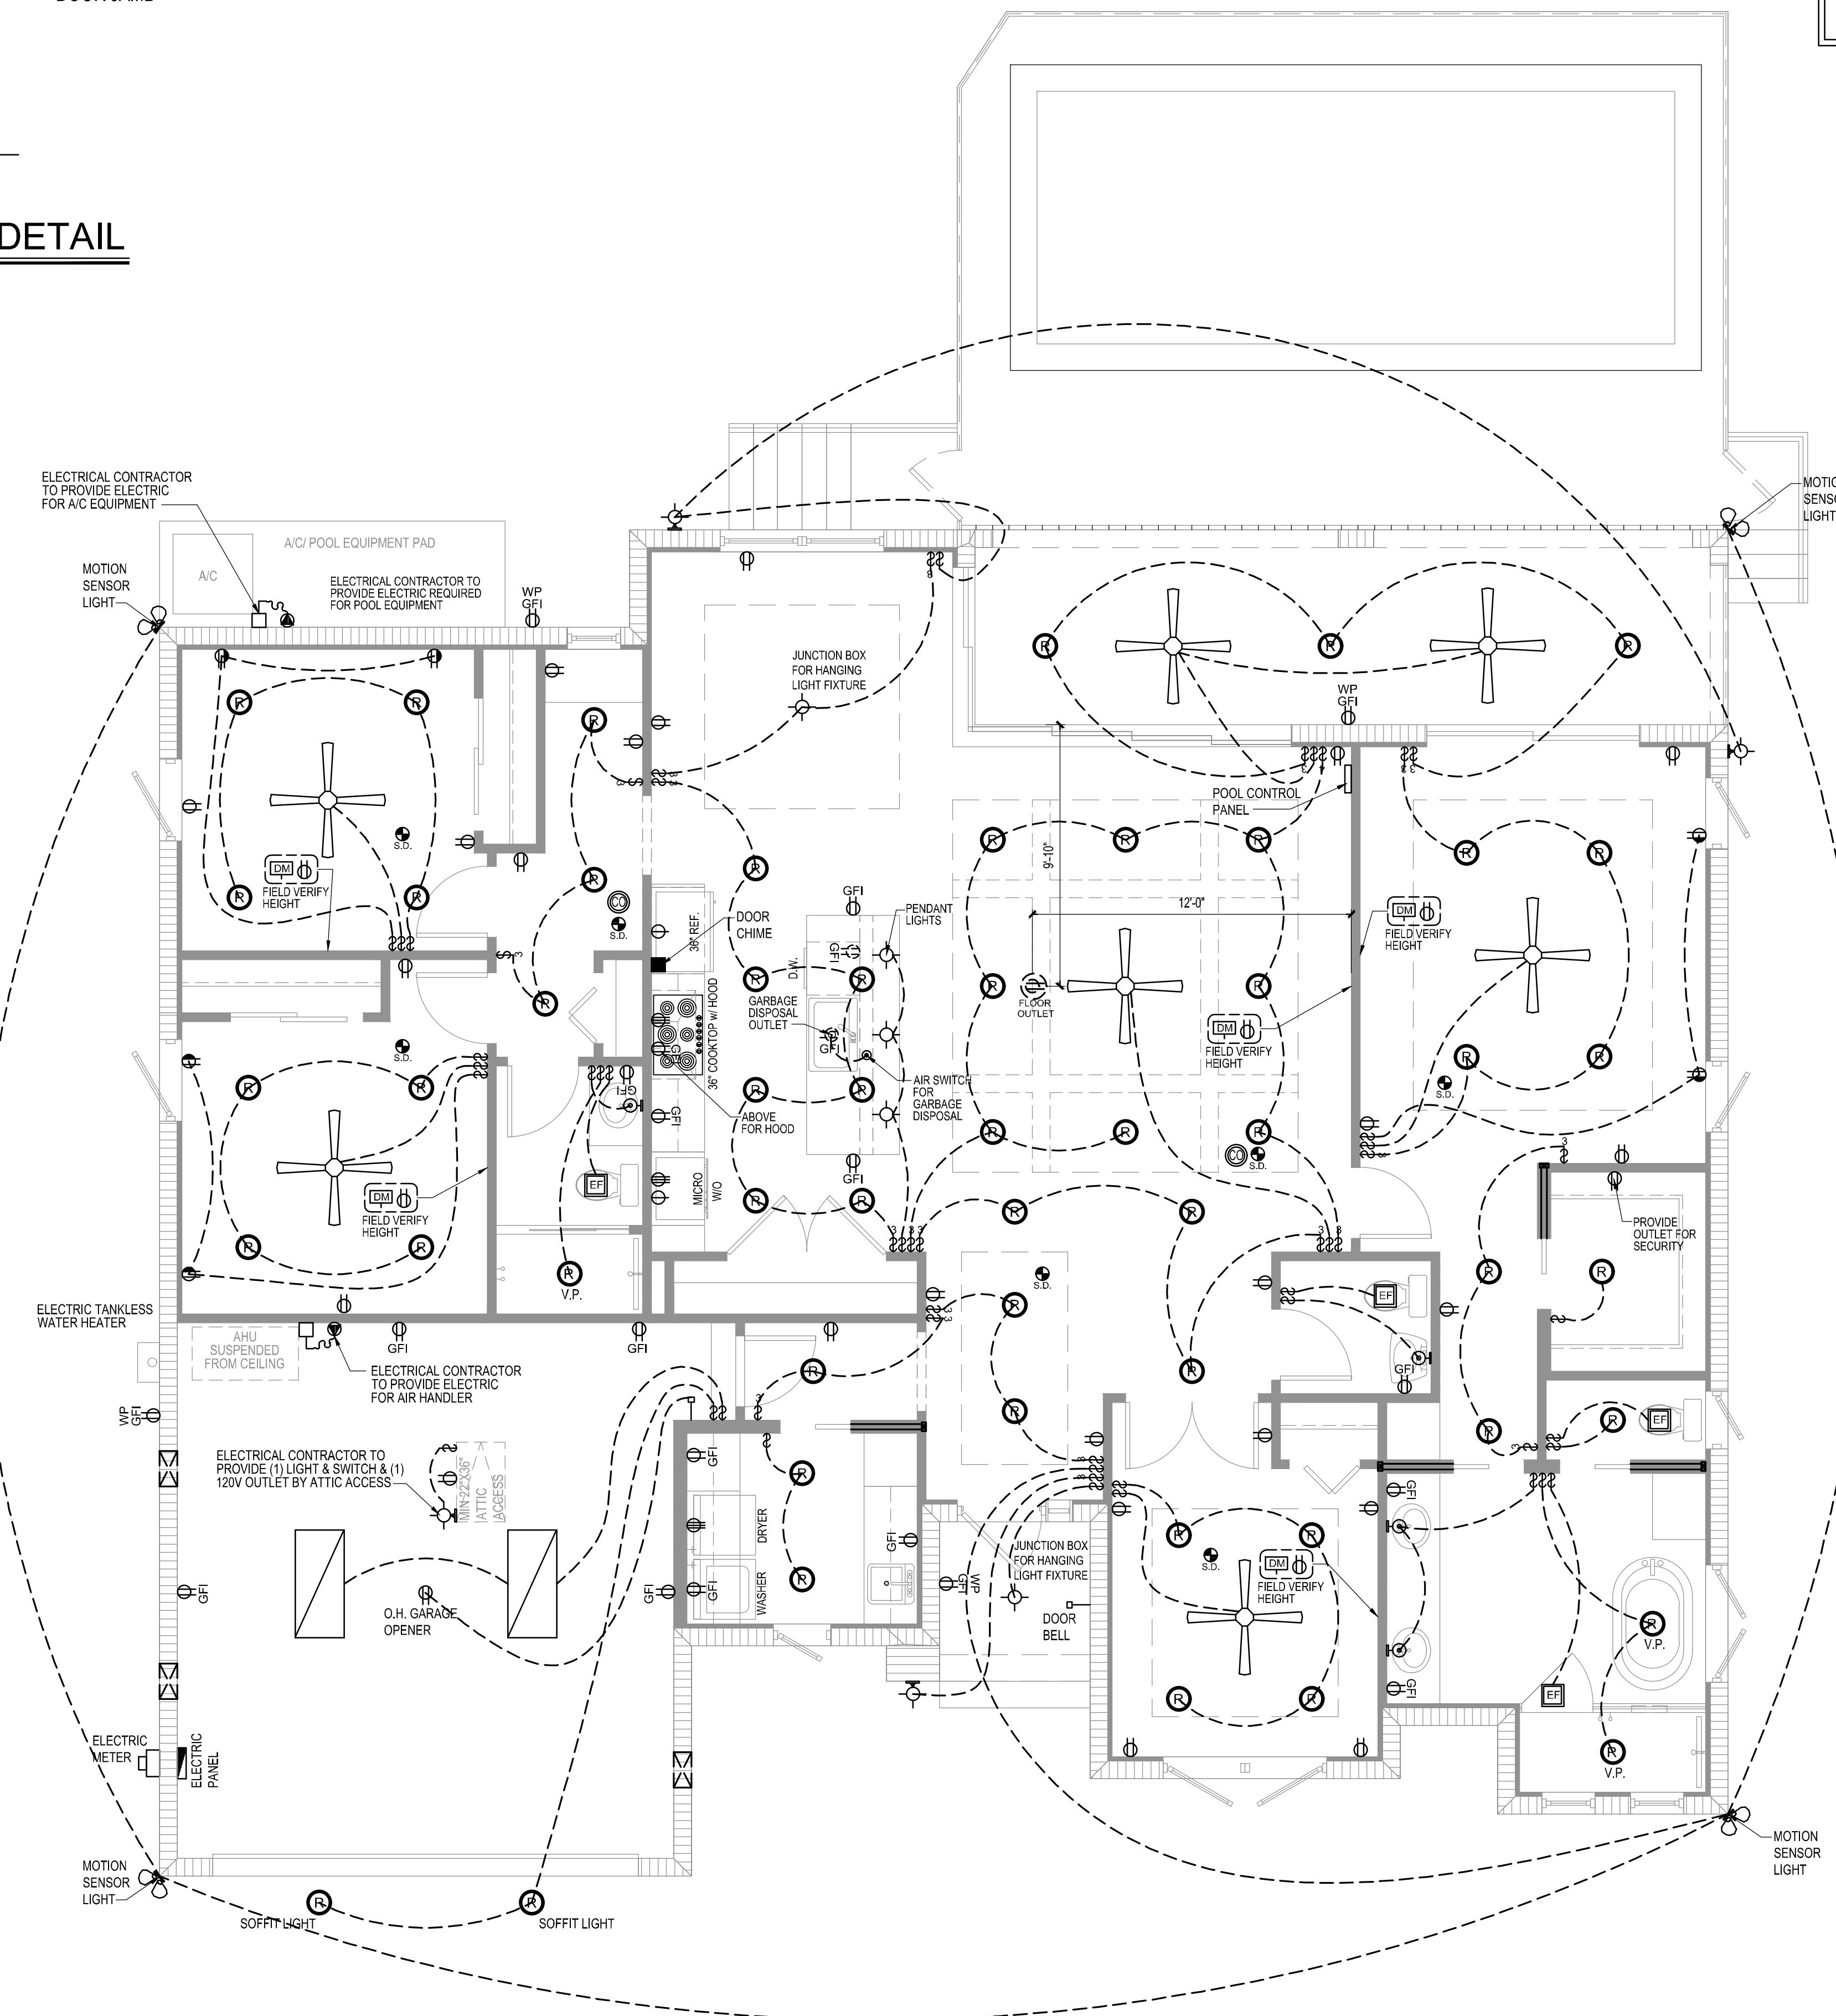 DOOR JAMB
DETAIL
ELECTRICAL CONTRACTOR
TO PROVIDE ELECTRIC
FOR A/C EQUIPMENT
A/C/ POOL EQUIPMENT PAD
A/C
ELECTRICAL CONTRACTOR TO
PROVIDE ELECTRIC REQUIRED
FOR POOL EQUIPMENT
WP
GFI
MOTION
SENSOR
LIGHT
SENSOR
LIGHT
JUNCTION BOX
FOR HANGING
LIGHT FIXTURE
WP
GFI
POOL CONTROL
PANEL
9'-10"
12'-0"
R
R
R
R
R
R
R
S.D.
DM
FIELD VERIFY
HEIGHT
R
R
R
R
CO
S.D.
36" REF.
DOOR
CHIME
GFI
PENDANT
LIGHTS
GFI
D.W.
R
R
R
GARBAGE
DISPOSAL
OUTLET
GFI
36" COOKTOP w/ HOOD
GFI
AIR SWITCH
FOR
GARBAGE
DISPOSAL
ABOVE
FOR HOOD
GFI
R
R
GFI
MICRO
W/O
R
R
R
R
R
R
R
FLOOR
OUTLET
DM
FIELD VERIFY
HEIGHT
R
R
R
CO
S.D.
DM
FIELD VERIFY
HEIGHT
R
R
R
R
S.D.
S.D.
R
R
R
R
DM
FIELD VERIFY
HEIGHT
GFI
EF
R
V.P.
R
R
R
S.D.
R
R
EF
GFI
PROVIDE
OUTLET FOR
SECURITY
R
R
R
R
EF
ELECTRIC TANKLESS
WATER HEATER
AHU
SUSPENDED
FROM CEILING
GFI
GFI
ELECTRICAL CONTRACTOR
TO PROVIDE ELECTRIC
FOR AIR HANDLER
WP
GFI
ELECTRICAL CONTRACTOR TO
PROVIDE (1) LIGHT & SWITCH & (1)
120V OUTLET BY ATTIC ACCESS
MIN 22"X36"
ATTIC
ACCESS
R
GFI
R
DRYER
WASHER
GFI
R
GFI
GFI
GFI
O.H. GARAGE
OPENER
WP
GFI
JUNCTION BOX
FOR HANGING
LIGHT FIXTURE
DOOR
BELL
R
R
S.D.
DM
FIELD VERIFY
HEIGHT
R
R
GFI
GFI
R
V.P.
EF
R
V.P.
ELECTRIC
METER
ELECTRIC
PANEL
MOTION
SENSOR
LIGHT
R
R
SOFFIT LIGHT
SOFFIT LIGHT
MOTION
SENSOR
LIGHT